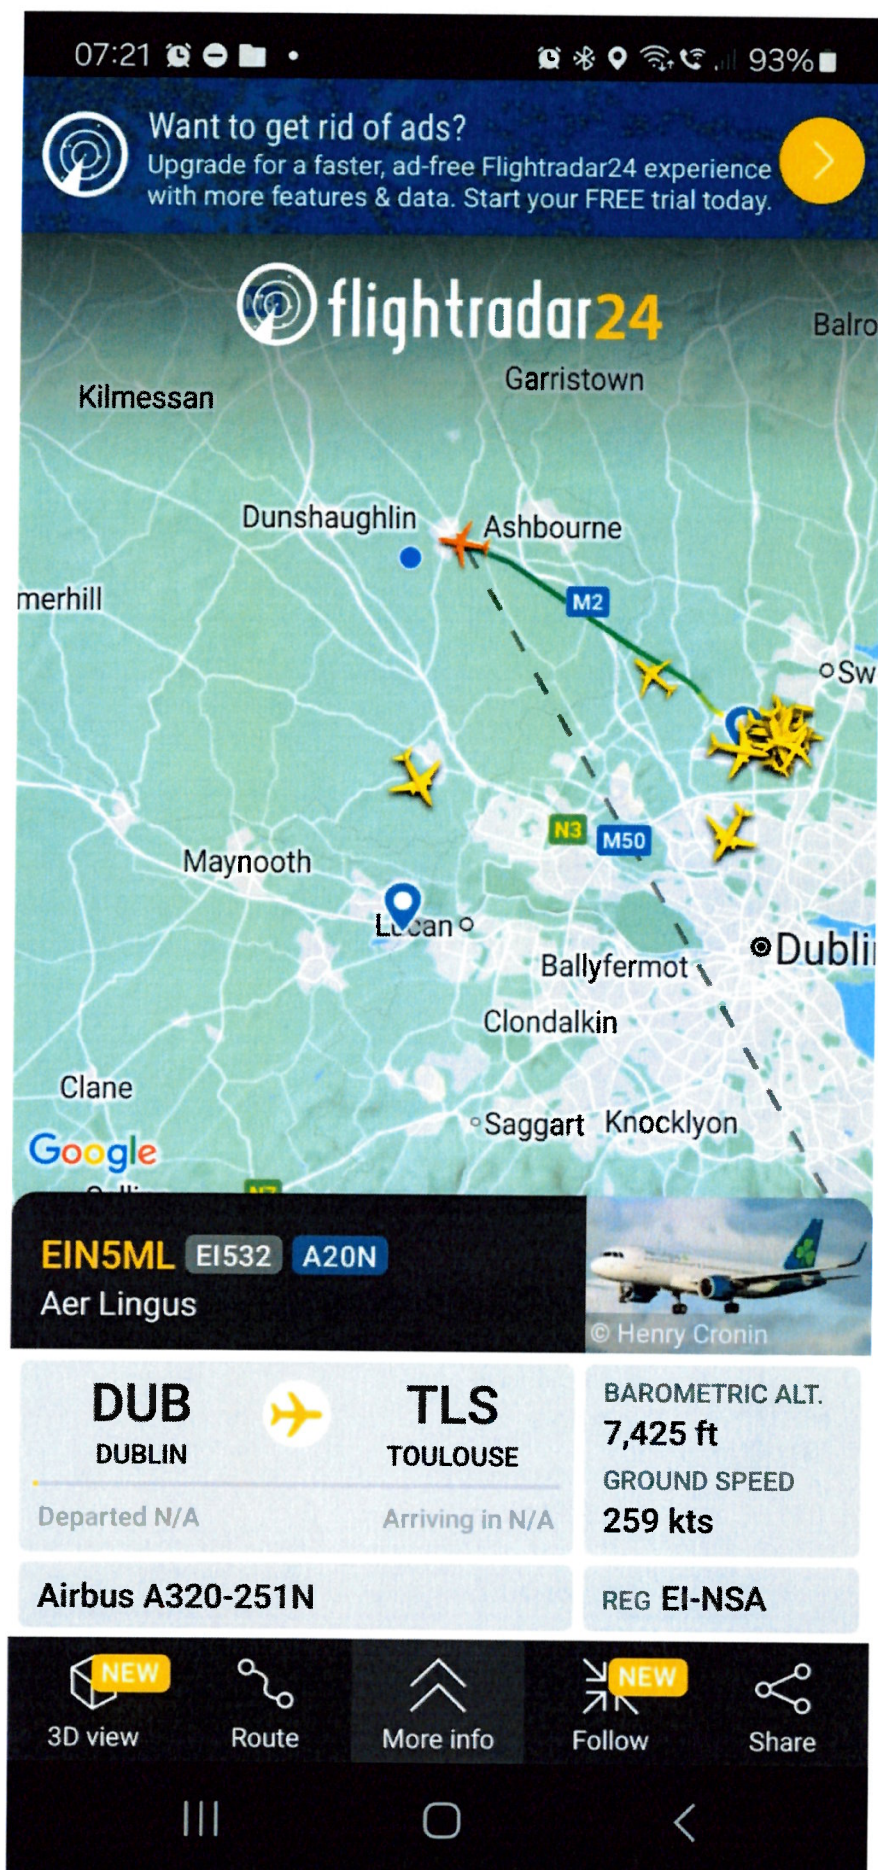 07:21
93%
Want to get rid of ads?
Upgrade for a faster, ad-free Flightradar24 experience
with more features & data. Start your FREE trial today.
flightradar24
Balro
Garristown
Kilmessan
Dunshaughlin
Ashbourne
merhill
M2
Sw
N3
M50
Maynooth
Lucan
Dubli
Ballyfermot
Clondalkin
Clane
Saggart
Knocklyon
Google
N7
EIN5ML EI532 A20N
Aer Lingus
© Henry Cronin
DUB
DUBLIN
TLS
TOULOUSE
Departed N/A
Arriving in N/A
BAROMETRIC ALT.
7,425 ft
GROUND SPEED
259 kts
Airbus A320-251N
REG EI-NSA
NEW
NEW
3D view
Route
More info
Follow
Share